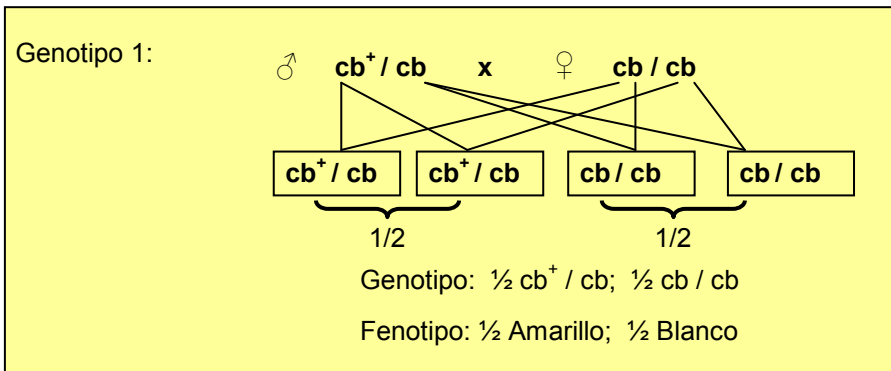 Genotipo 1:
♂ cb⁺ / cb x ♀ cb / cb
cb⁺ / cb cb⁺ / cb cb / cb cb / cb
1/2 1/2
Genotipo: ½ cb⁺ / cb; ½ cb / cb
Fenotipo: ½ Amarillo; ½ Blanco